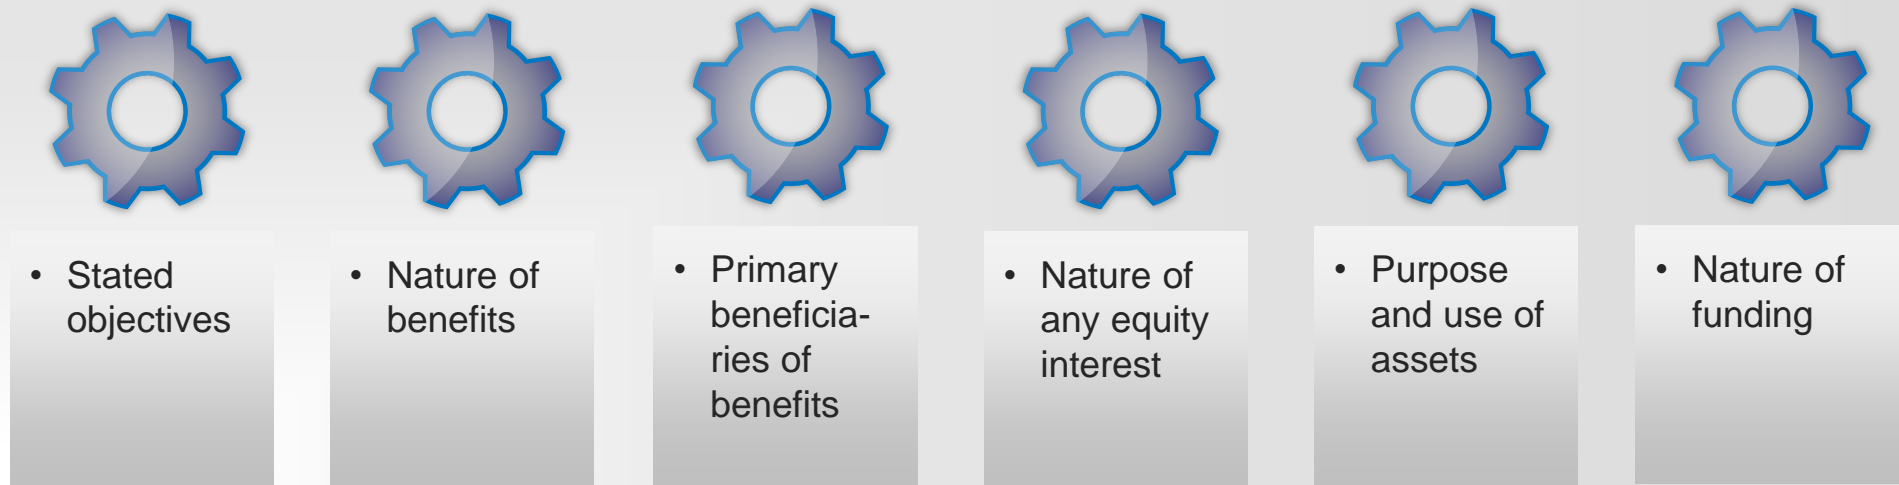 • Stated
objectives
• Nature of
benefits
• Primary
beneficia-
ries of
benefits
• Nature of
any equity
interest
• Purpose
and use of
assets
• Nature of
funding